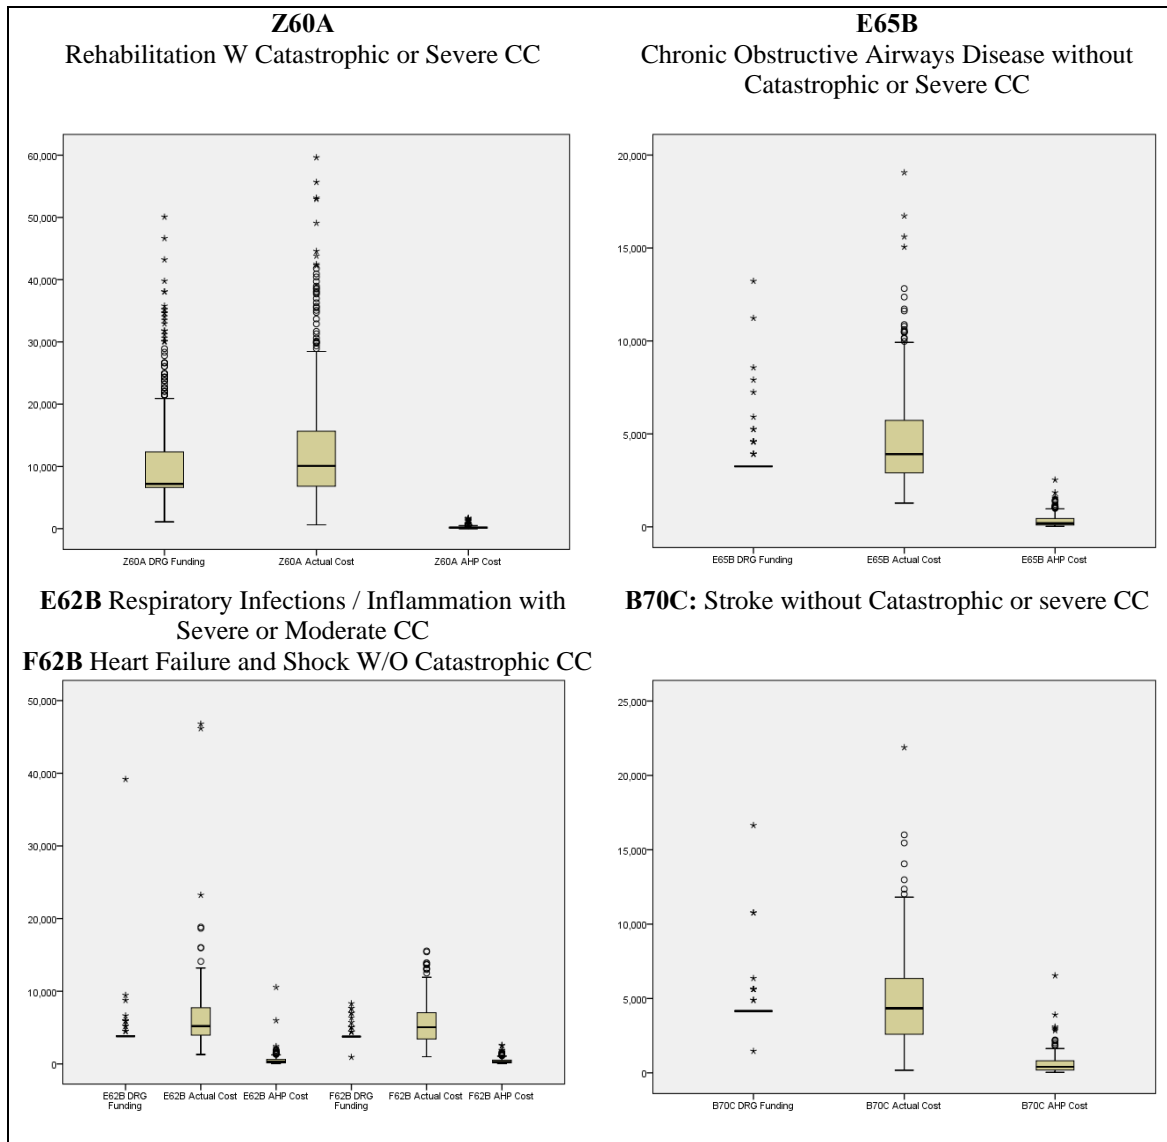 Z60A
Rehabilitation W Catastrophic or Severe CC
60,000
50,000
40,000
30,000
20,000
10,000
0
Z60A DRG Funding
Z60A Actual Cost
Z60A AHP Cost
E65B
Chronic Obstructive Airways Disease without
Catastrophic or Severe CC
20,000
15,000
10,000
5,000
0
E65B DRG Funding
E65B Actual Cost
E65B AHP Cost
E62B Respiratory Infections / Inflammation with
Severe or Moderate CC
F62B Heart Failure and Shock W/O Catastrophic CC
50,000
40,000
30,000
20,000
10,000
0
E62B DRG
Funding
E62B Actual Cost
E62B AHP Cost
F62B DRG
Funding
F62B Actual Cost
F62B AHP Cost
B70C: Stroke without Catastrophic or severe CC
25,000
20,000
15,000
10,000
5,000
0
B70C DRG Funding
B70C Actual Cost
B70C AHP Cost